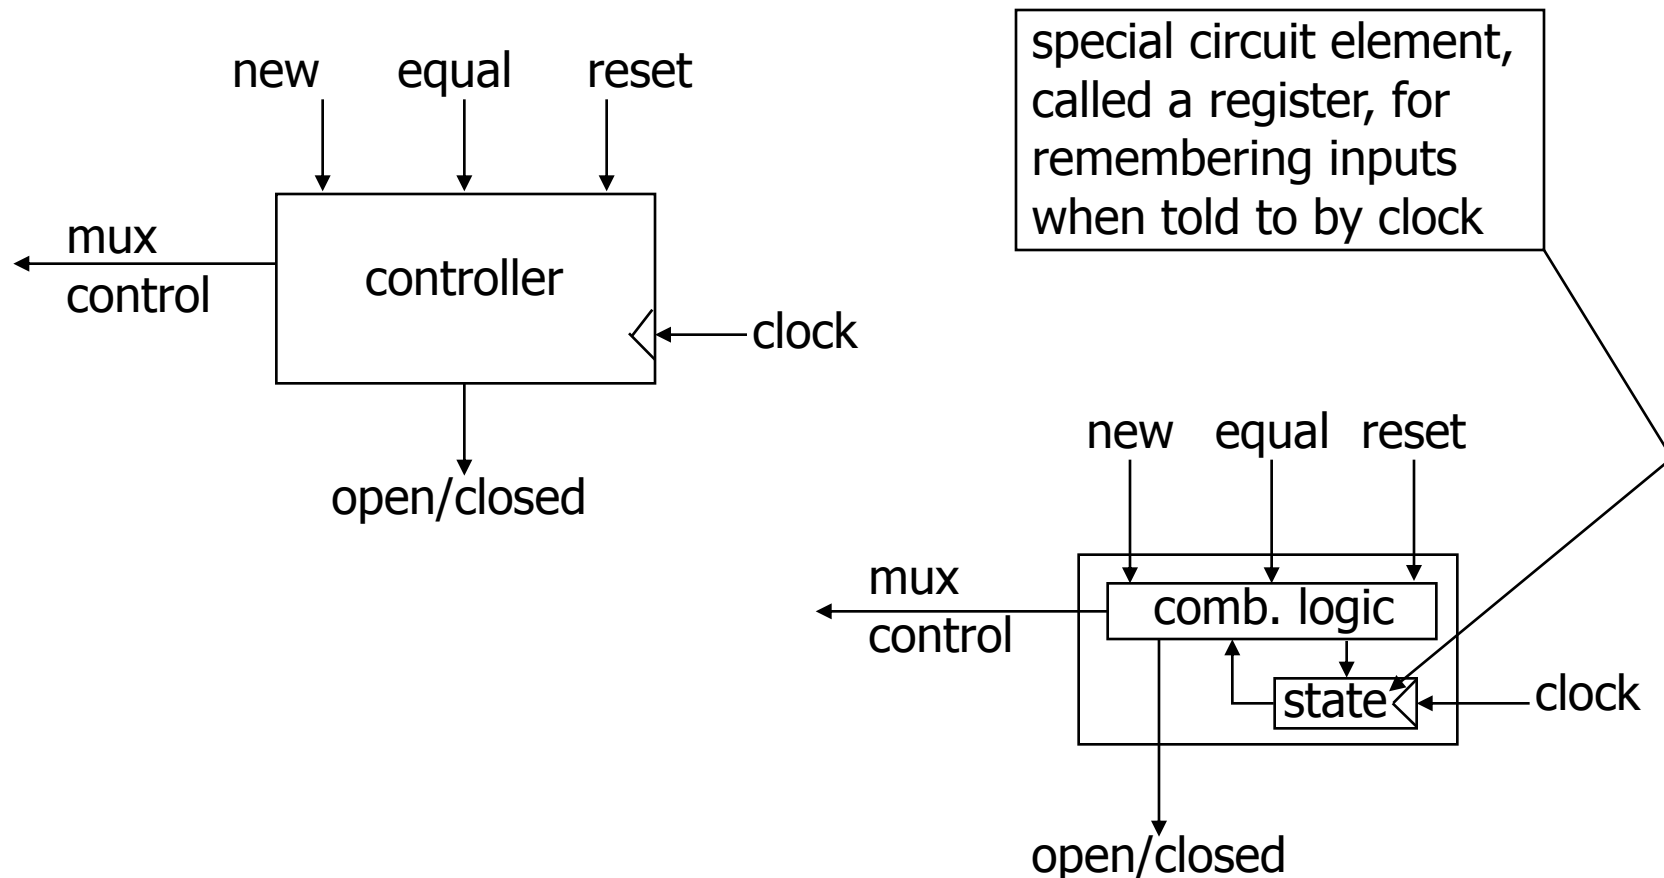 new equal reset
mux
control
controller
clock
open/closed
special circuit element,
called a register, for
remembering inputs
when told to by clock
new equal reset
mux
control
comb. logic
state
clock
open/closed